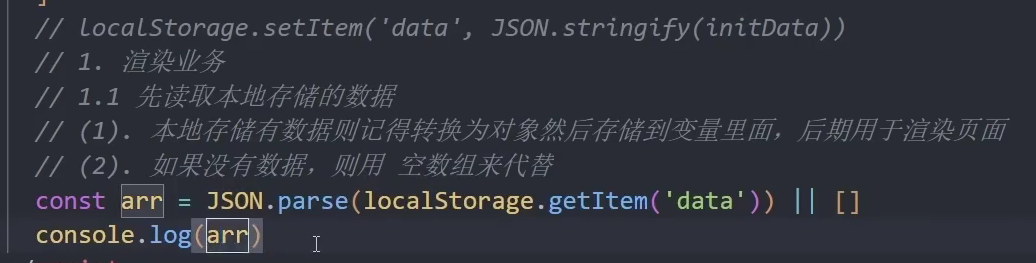 ]
// localStorage.setItem('data', JSON.stringify(initData))
// 1. 渲染业务
// 1.1 先读取本地存储的数据
// (1). 本地存储有数据则记得转换为对象然后存储到变量里面，后期用于渲染页面
// (2). 如果没有数据，则用 空数组来代替
const arr = JSON.parse(localStorage.getItem('data')) || []
console.log(arr)